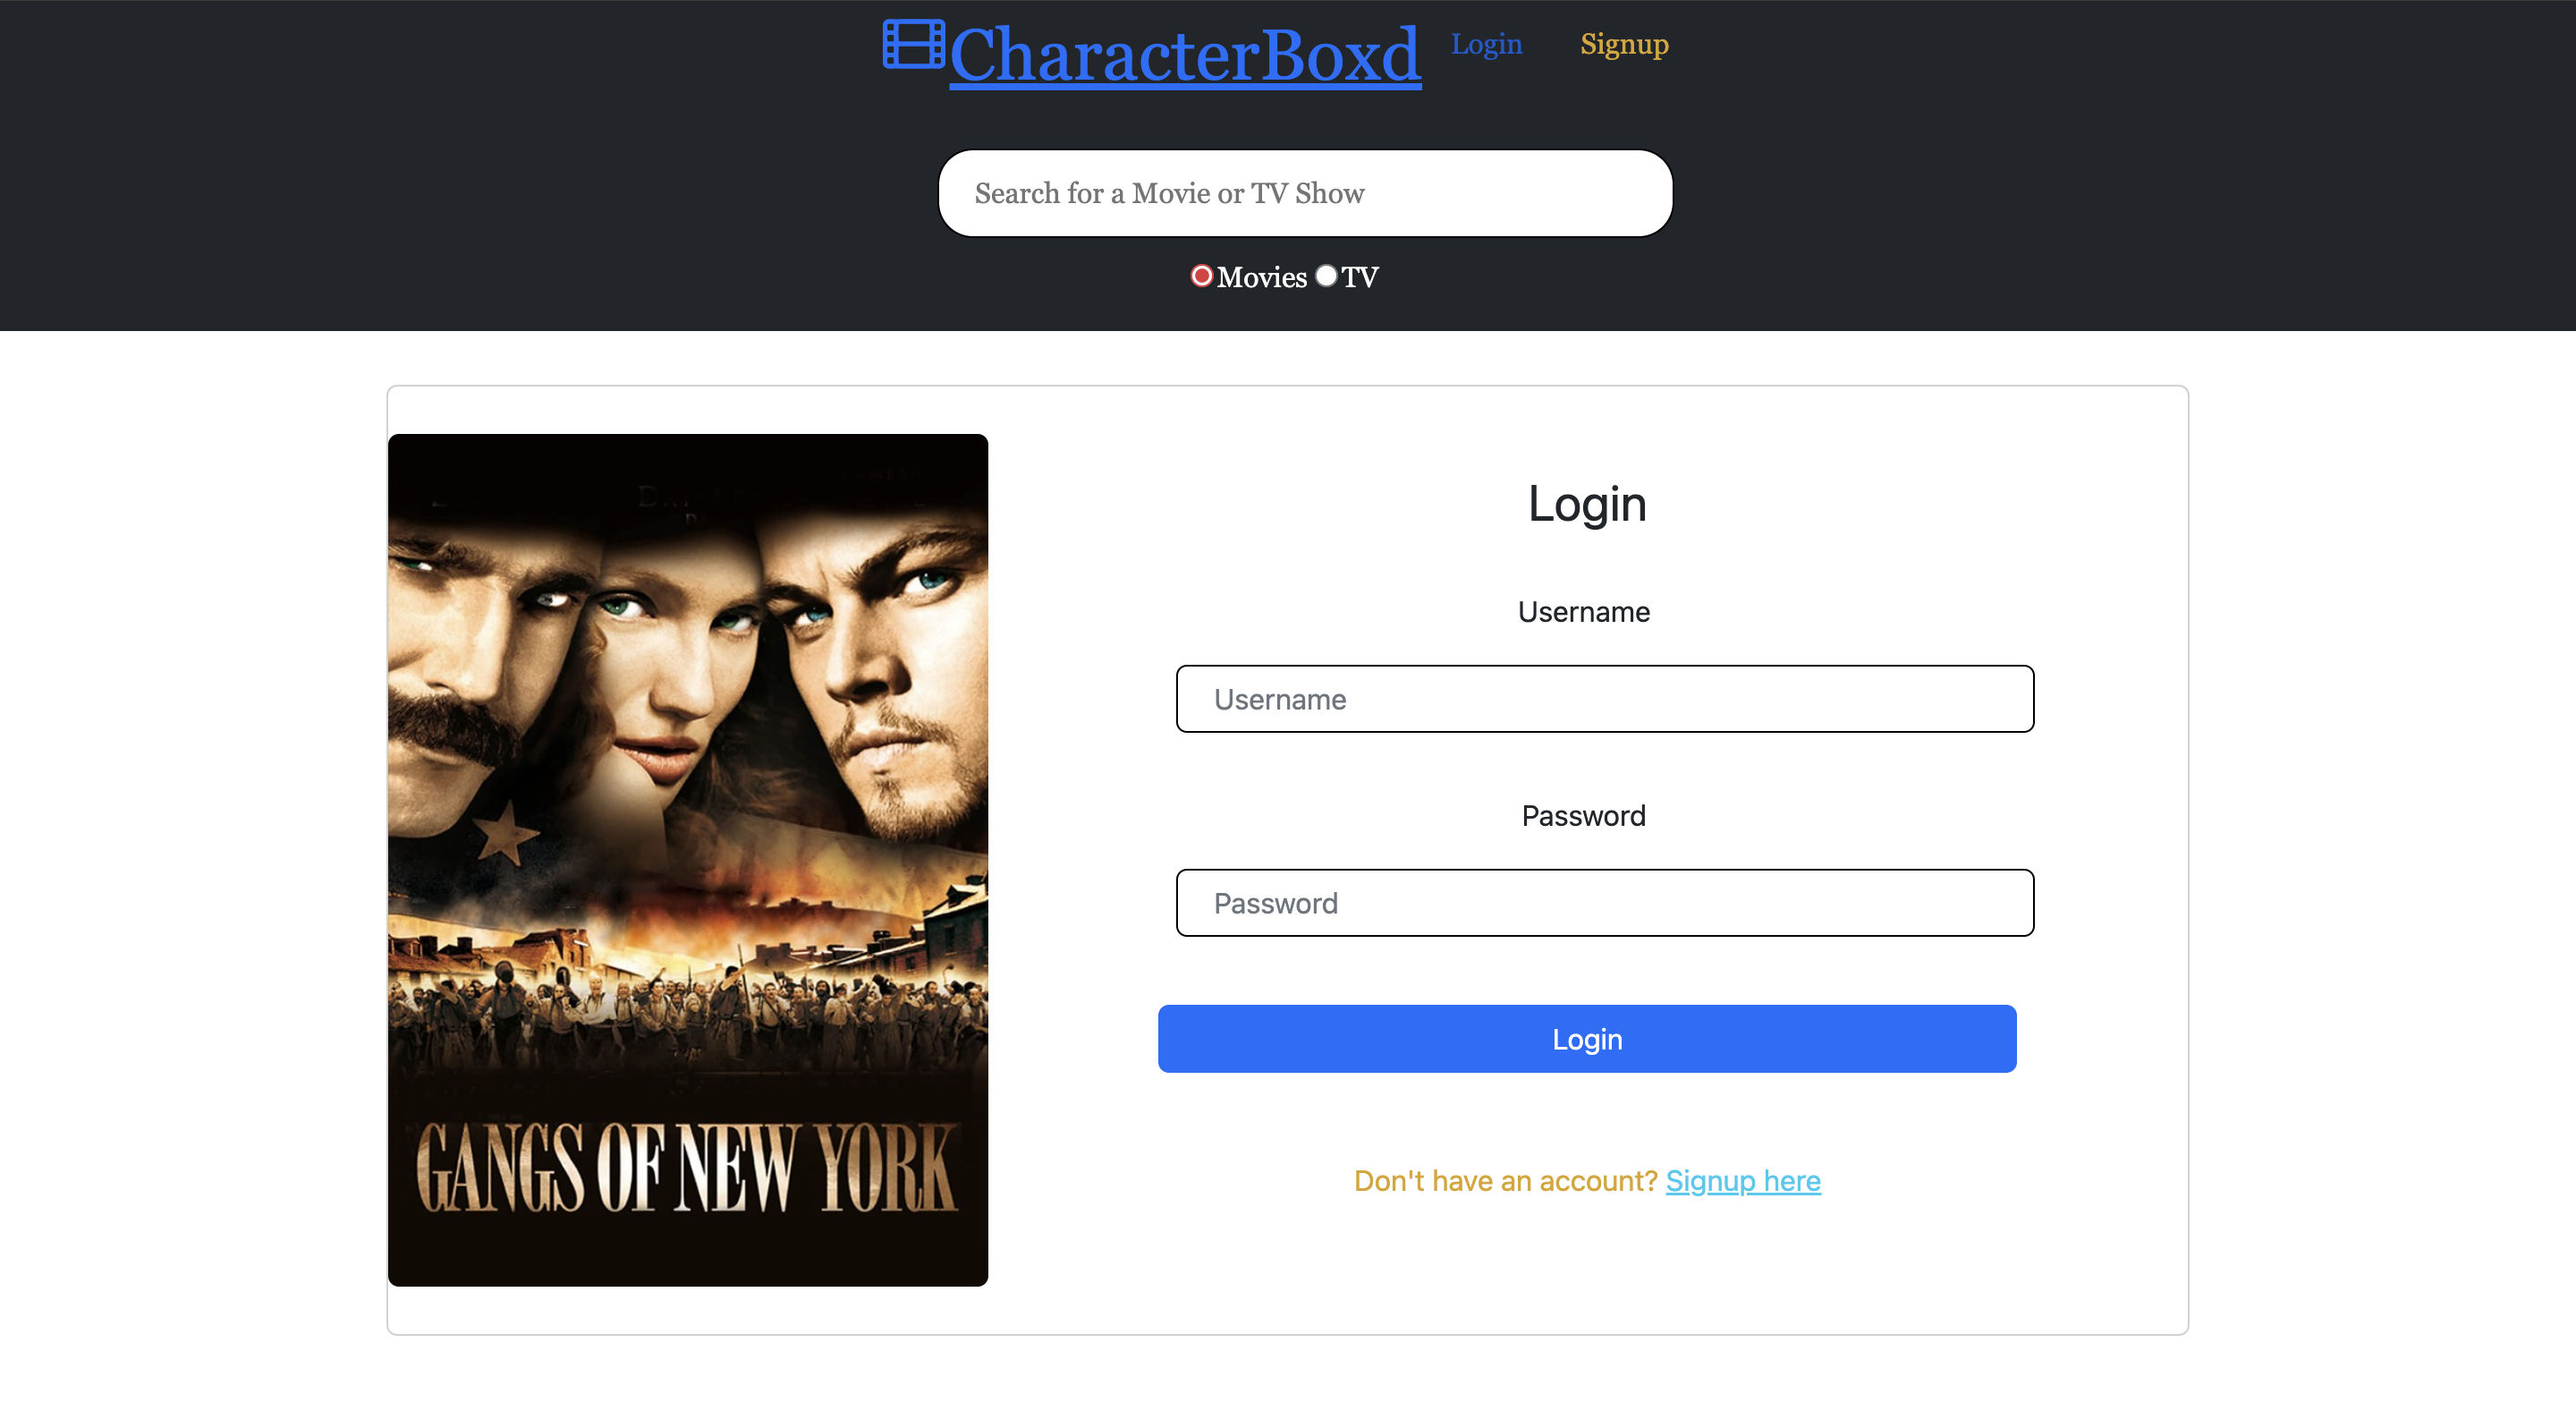 CharacterBoxd Login Signup
Search for a Movie or TV Show
Movies TV
Login
Username
Username
Password
Password
Login
GANGS OF NEW YORK
Don't have an account? Signup here